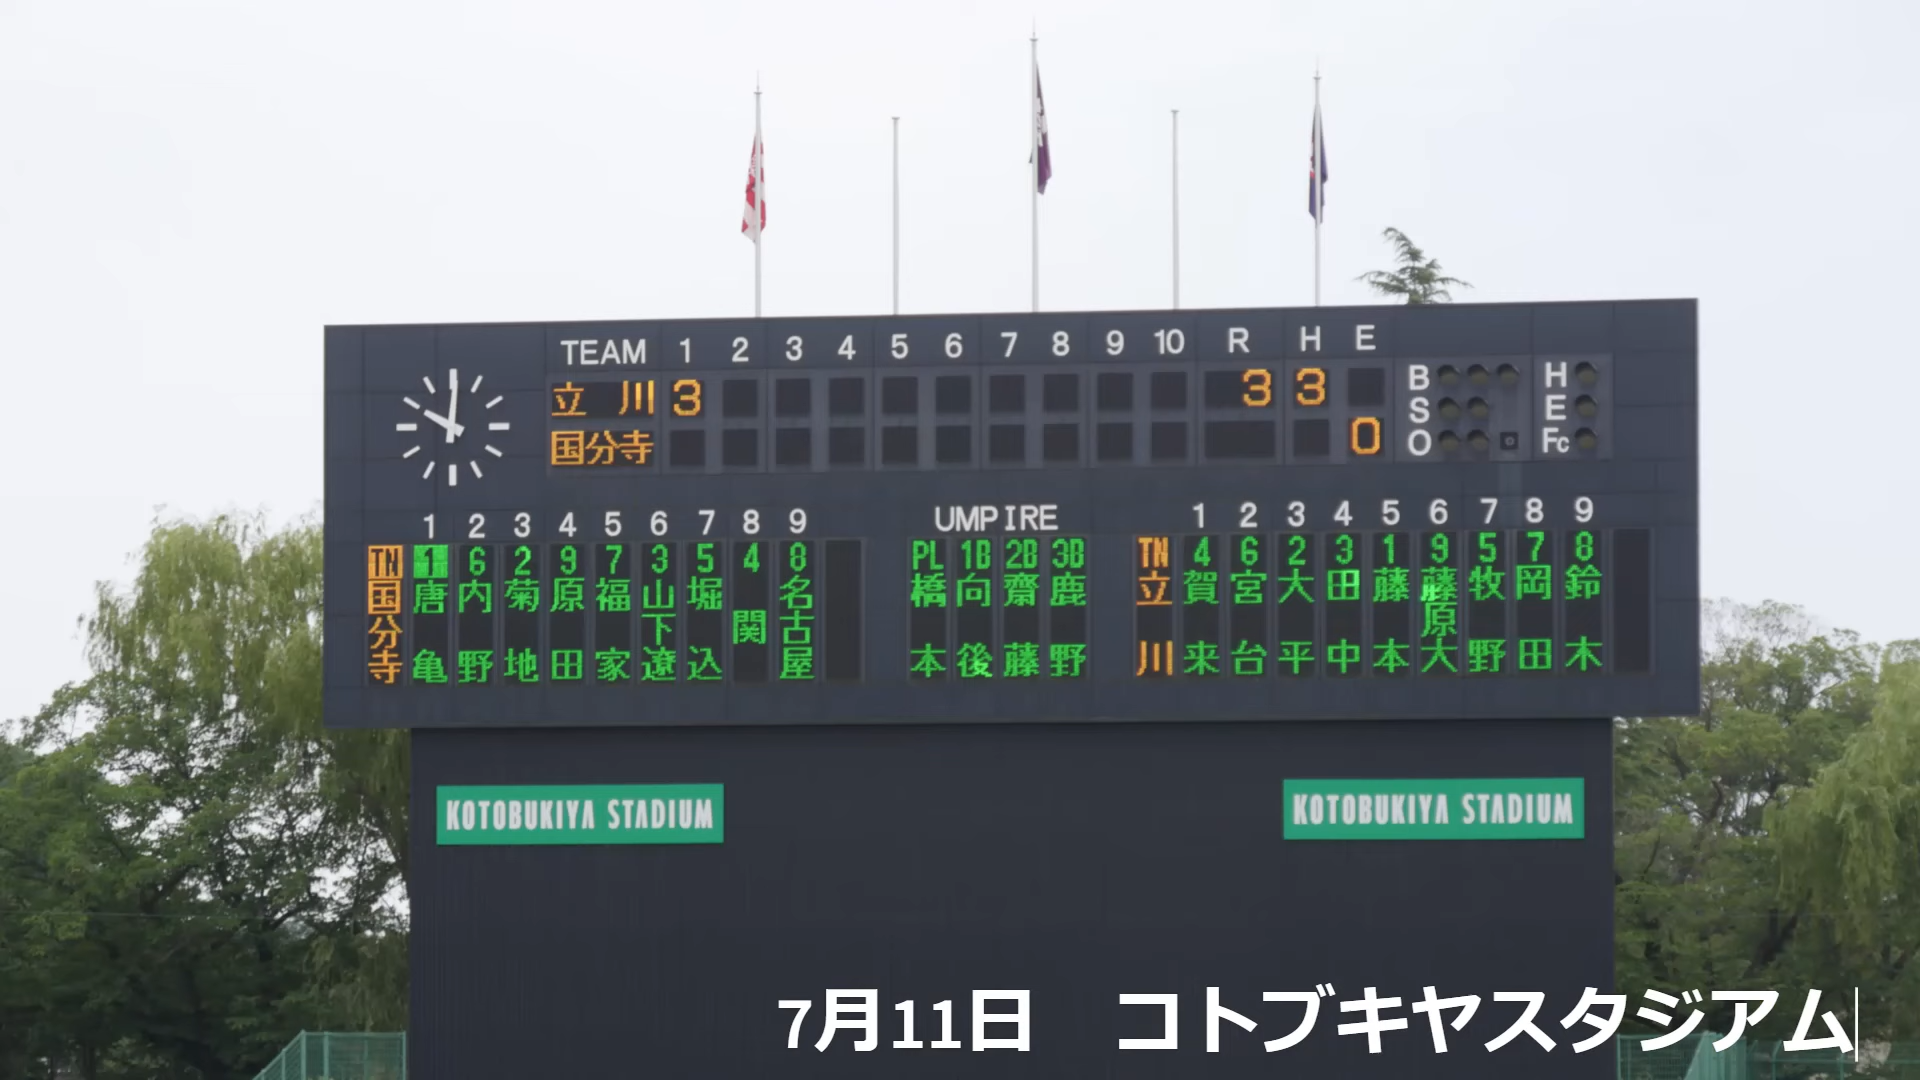 TEAM 1 2 3 4 5 6 7 8 9 10 R H E
立川 3 3 3
国分寺 0
B H
S E
O Fc
1 2 3 4 5 6 7 8 9
TN 1 6 2 9 7 3 5 4 8
国分寺 唐亀 内野 菊地 原田 福家 山下遼 堀込 関 名古屋
UMPIRE
PL 1B 2B 3B
橋本 向後 齋藤 鹿野
1 2 3 4 5 6 7 8 9
TN 4 6 2 3 1 9 5 7 8
立川 賀来 宮台 大平 田中 藤本 藤原大 牧野 岡田 鈴木
KOTOBUKIYA STADIUM
KOTOBUKIYA STADIUM
7月11日　コトブキヤスタジアム